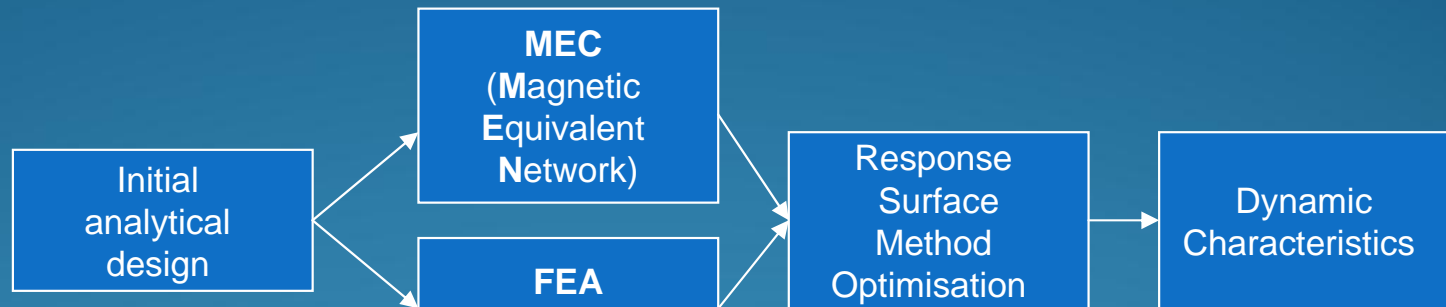 Initial
analytical
design
MEC
(Magnetic
Equivalent
Network)
FEA
Response
Surface
Method
Optimisation
Dynamic
Characteristics